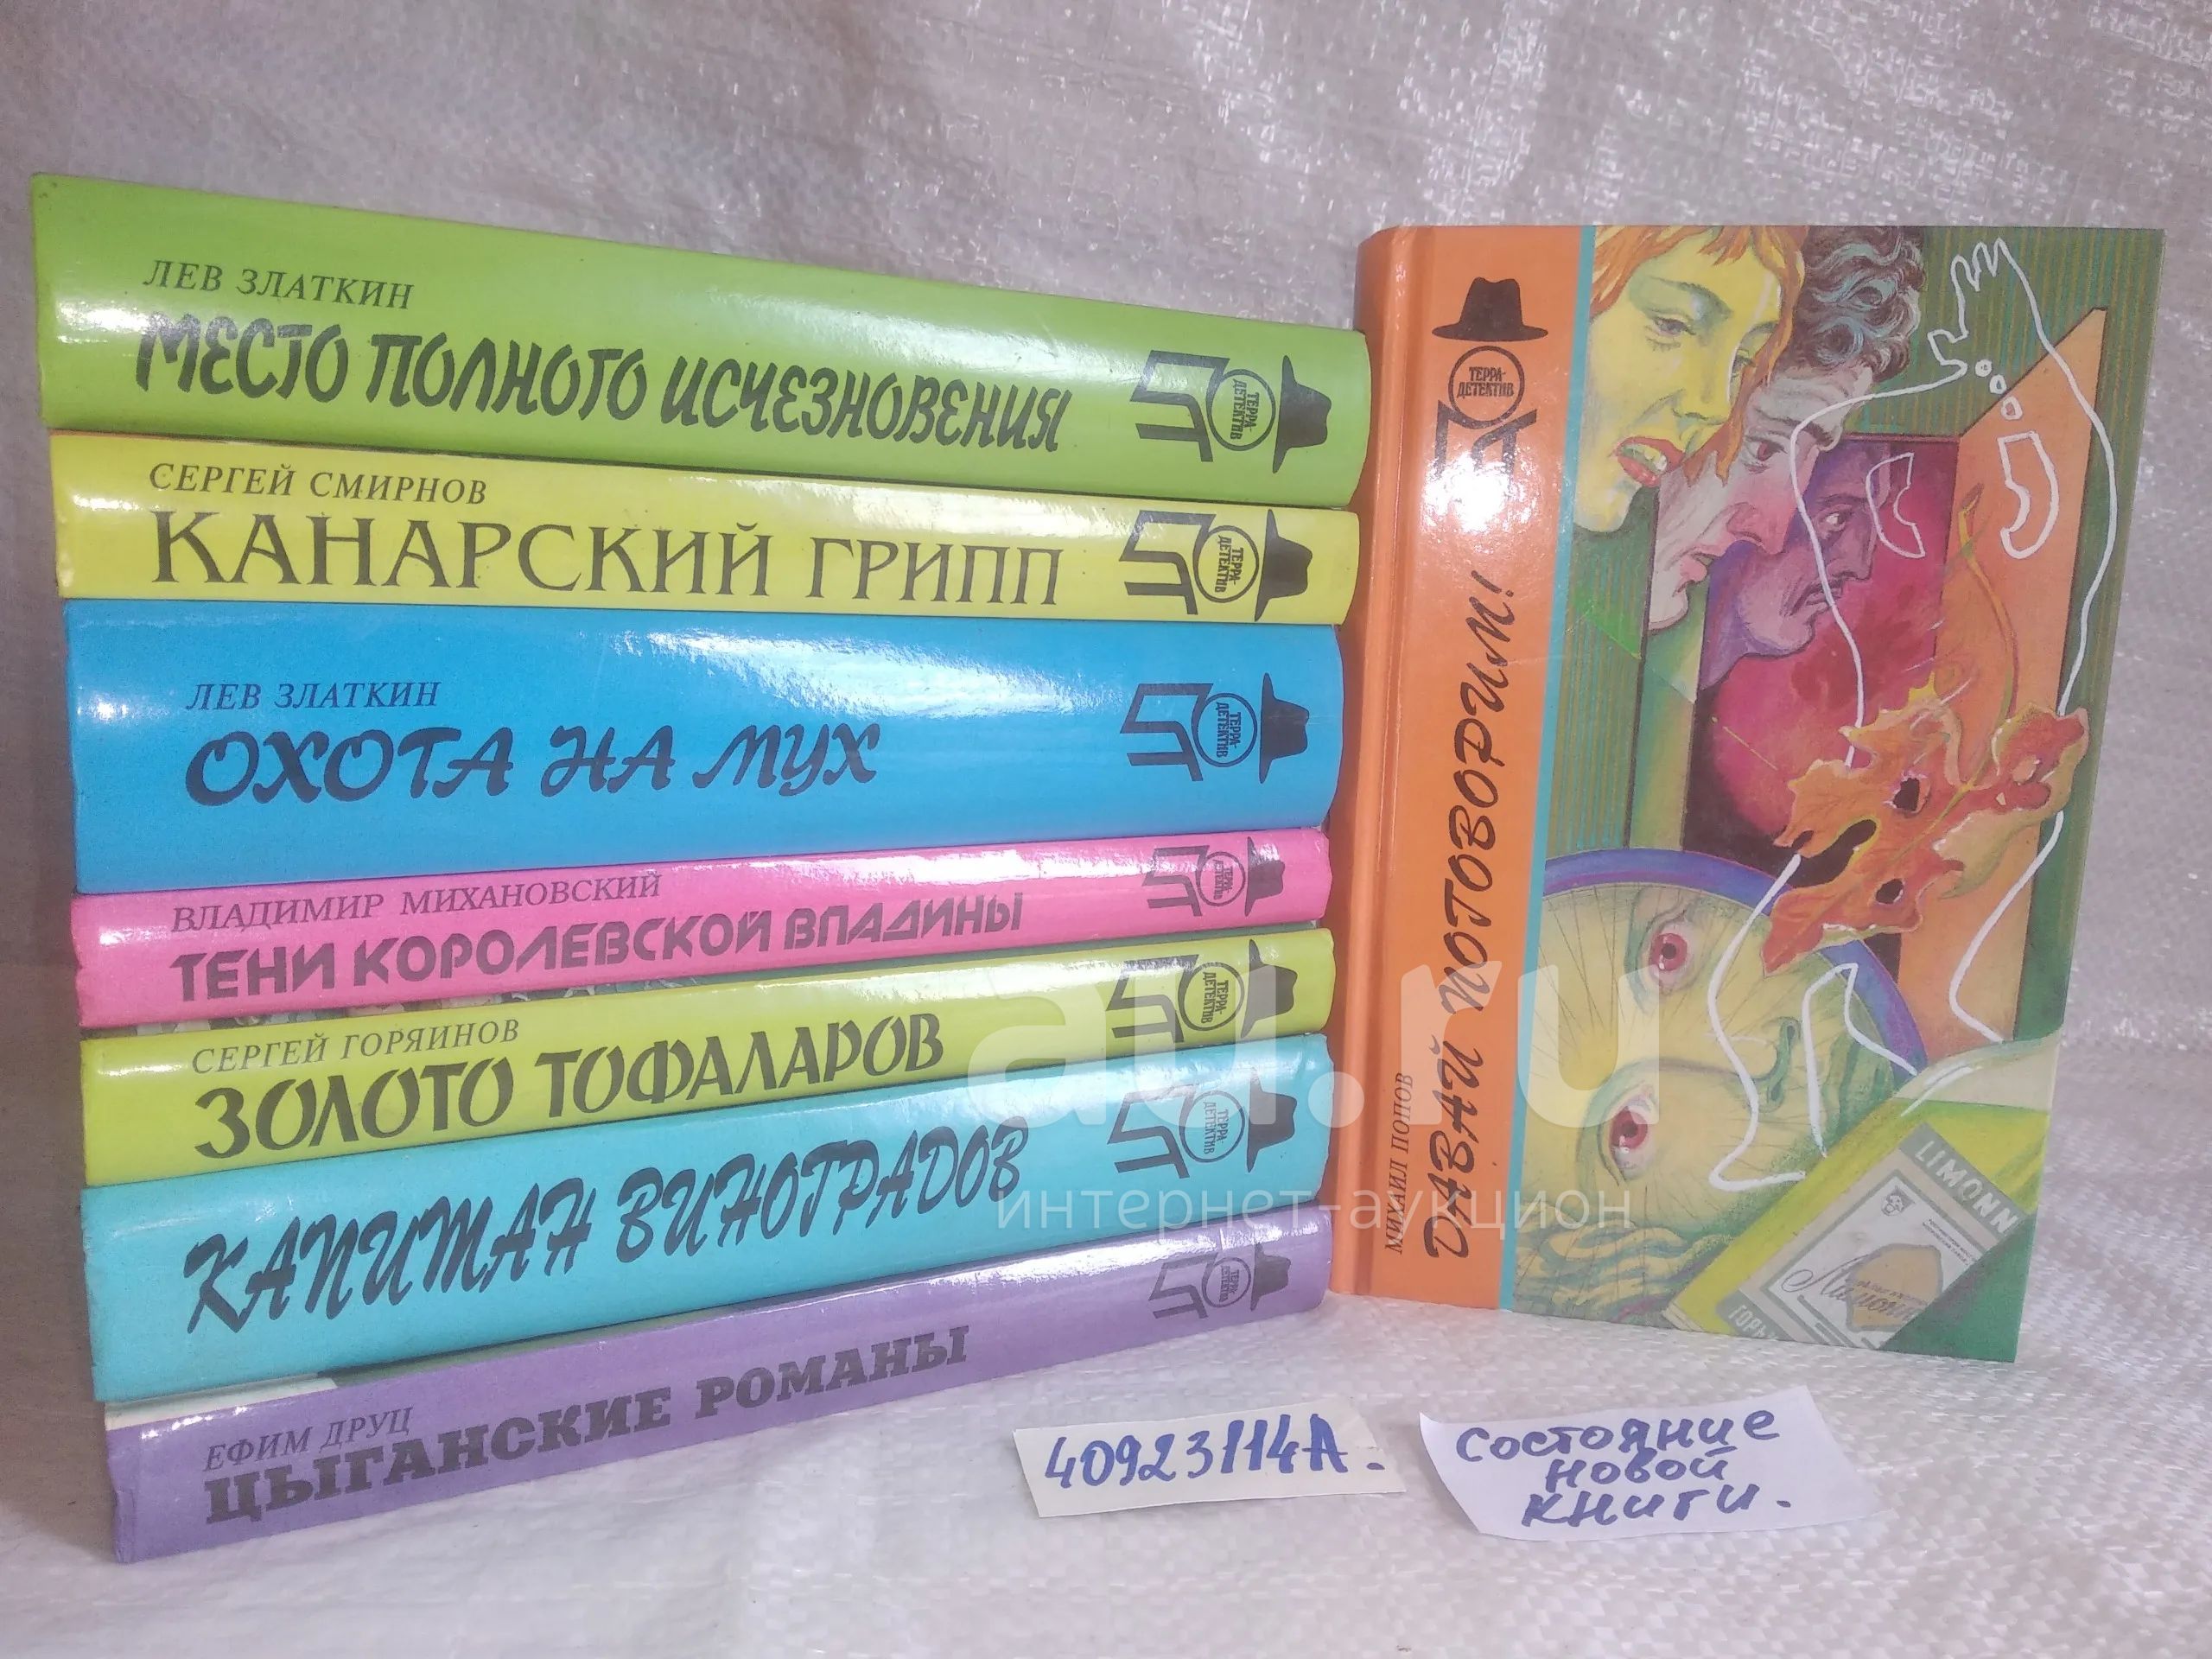 ЛЕВ ЗЛАТКИН
МЕСТО ПОЛНОГО ИСЧЕЗНОВЕНИЯ
ТЕРРА-
ДЕТЕКТИВ
СЕРГЕЙ СМИРНОВ
КАНАРСКИЙ ГРИПП
ТЕРРА-
ДЕТЕКТИВ
ЛЕВ ЗЛАТКИН
ОХОТА НА МУХ
ТЕРРА-
ДЕТЕКТИВ
ВЛАДИМИР МИХАНОВСКИЙ
ТЕНИ КОРОЛЕВСКОЙ ВПАДИНЫ
ТЕРРА-
ДЕТЕКТИВ
СЕРГЕЙ ГОРЯИНОВ
ЗОЛОТО ТОФАЛАРОВ
ТЕРРА-
ДЕТЕКТИВ
КАПИТАН ВИНОГРАДОВ
ТЕРРА-
ДЕТЕКТИВ
ЕФИМ ДРУЦ
ЦЫГАНСКИЕ РОМАНЫ
ТЕРРА-
ДЕТЕКТИВ
ТЕРРА-
ДЕТЕКТИВ
МИХАИЛ ПОПОВ
ДАВАЙ ПОГОВОРИМ!
LIMONN
au.ru
интернет-аукцион
40923114А.
состояние
новой
книги.